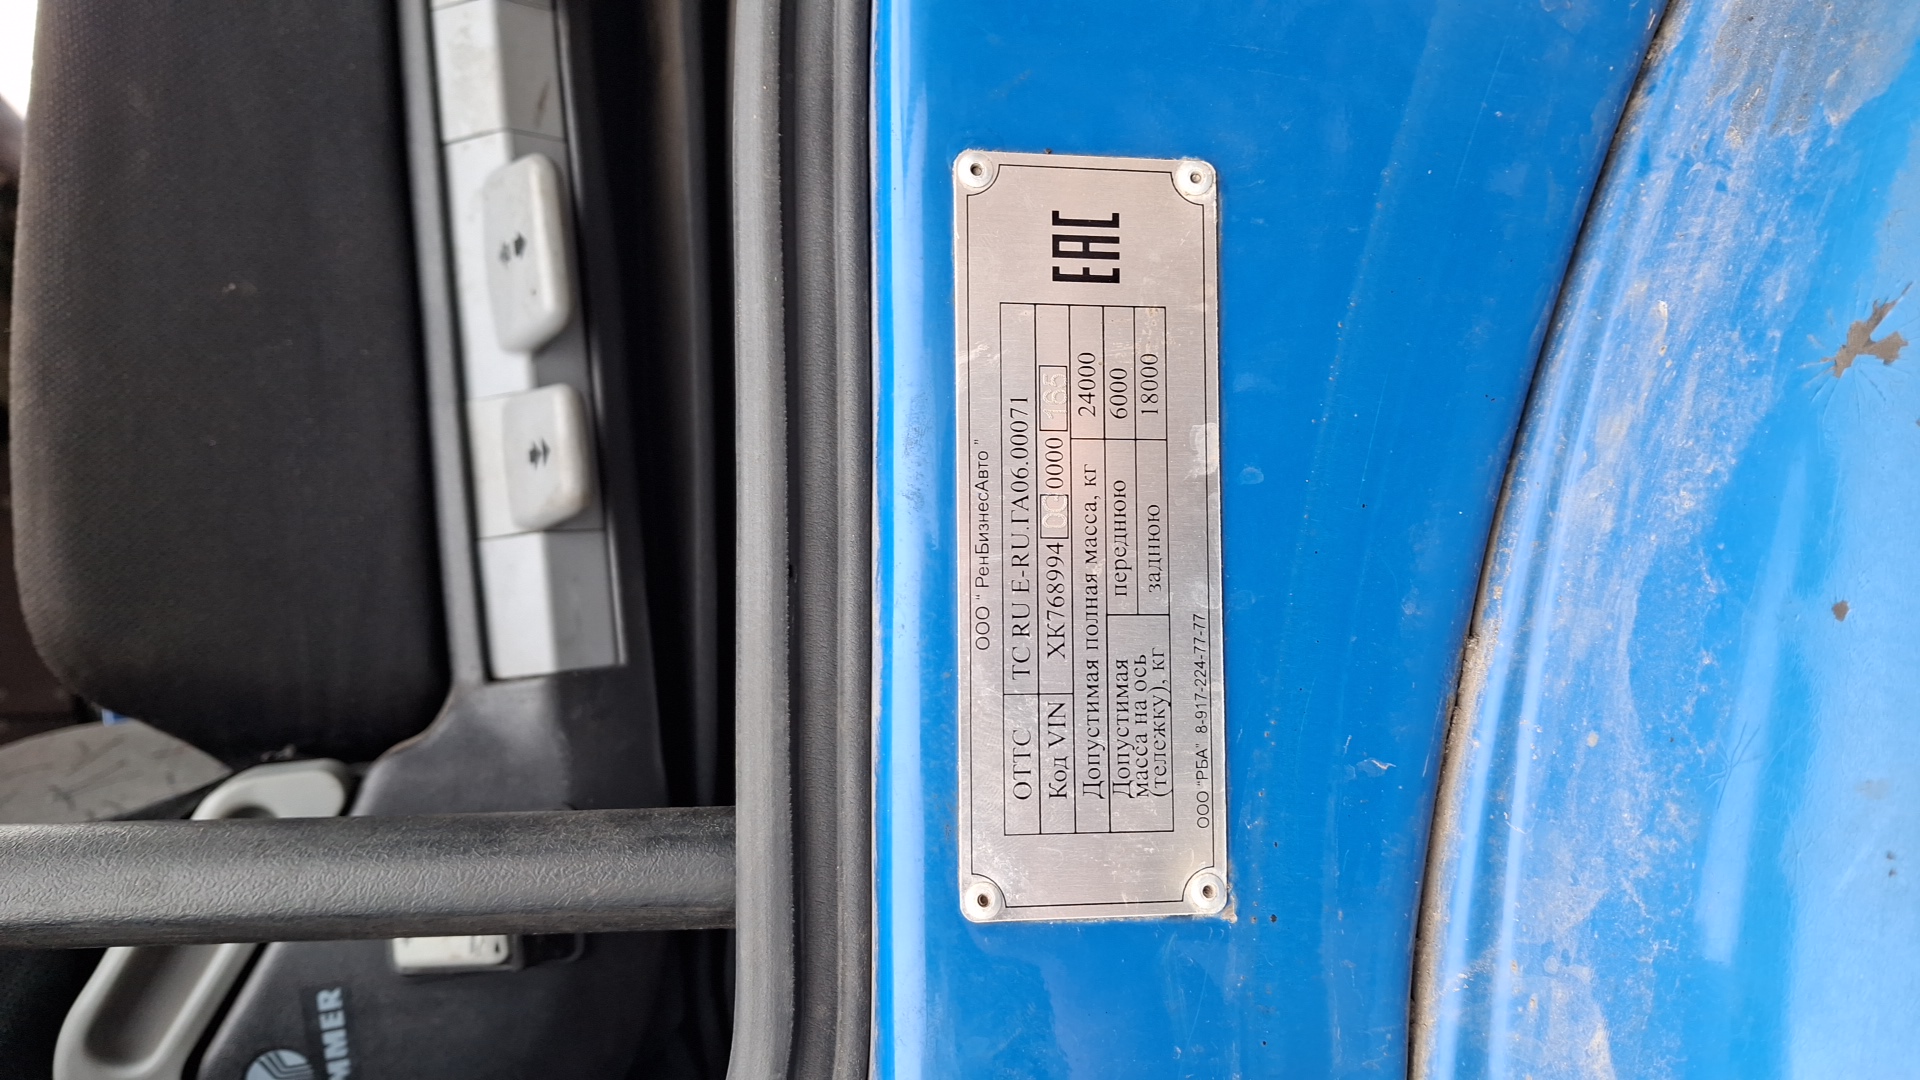 EAC
ООО " РенБизнесАвто"
ОТТС ТС RU E-RU.ГА06.00071
Код VIN XK768994 0000
Допустимая полная масса, кг 24000
Допустимая масса на ось (тележку), кг
переднюю 6000
заднюю 18000
ООО "РБА" 8-917-224-77-77
MMER